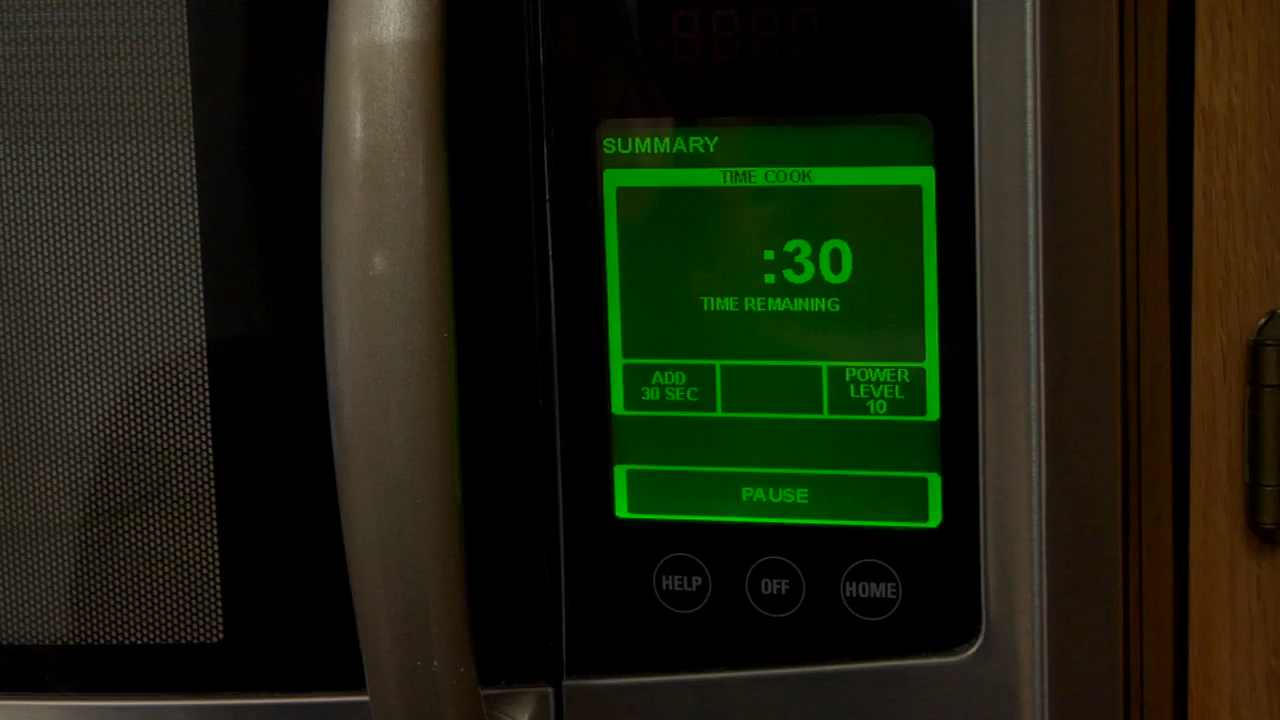 SUMMARY
TIME COOK
:30
TIME REMAINING
ADD
30 SEC
POWER
LEVEL
10
PAUSE
HELP
OFF
HOME